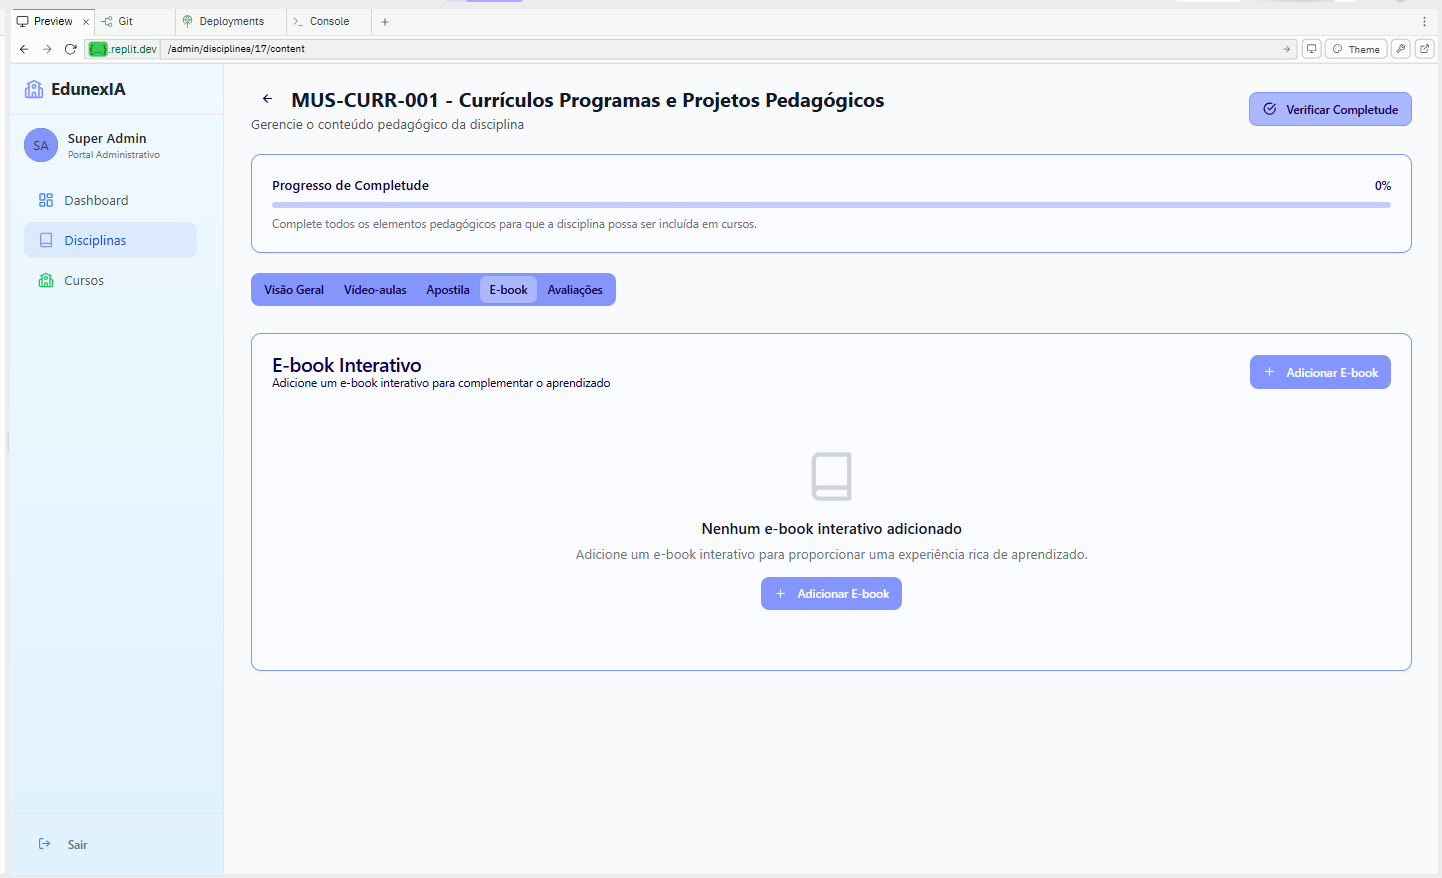 Preview
Git
Deployments
Console
{...}.replit.dev
/admin/disciplines/17/content
Theme
EdunexIA
SA
Super Admin
Portal Administrativo
Dashboard
Disciplinas
Cursos
Sair
MUS-CURR-001 - Currículos Programas e Projetos Pedagógicos
Gerencie o conteúdo pedagógico da disciplina
Verificar Completude
Progresso de Completude
0%
Complete todos os elementos pedagógicos para que a disciplina possa ser incluída em cursos.
Visão Geral
Vídeo-aulas
Apostila
E-book
Avaliações
E-book Interativo
Adicione um e-book interativo para complementar o aprendizado
Adicionar E-book
Nenhum e-book interativo adicionado
Adicione um e-book interativo para proporcionar uma experiência rica de aprendizado.
Adicionar E-book